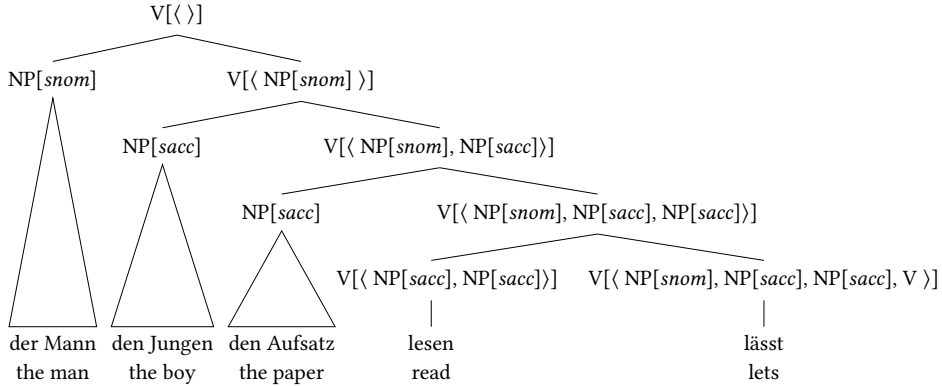 V[⟨ ⟩]
NP[snom] V[⟨ NP[snom] ⟩]
NP[sacc] V[⟨ NP[snom], NP[sacc]⟩]
NP[sacc] V[⟨ NP[snom], NP[sacc], NP[sacc]⟩]
V[⟨ NP[sacc], NP[sacc]⟩] V[⟨ NP[snom], NP[sacc], NP[sacc], V ⟩]
der Mann den Jungen den Aufsatz lesen lässt
the man the boy the paper read lets